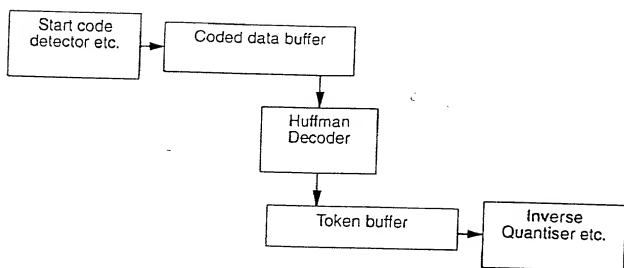 Start code
detector etc.
Coded data buffer
Huffman
Decoder
Token buffer
Inverse
Quantiser etc.